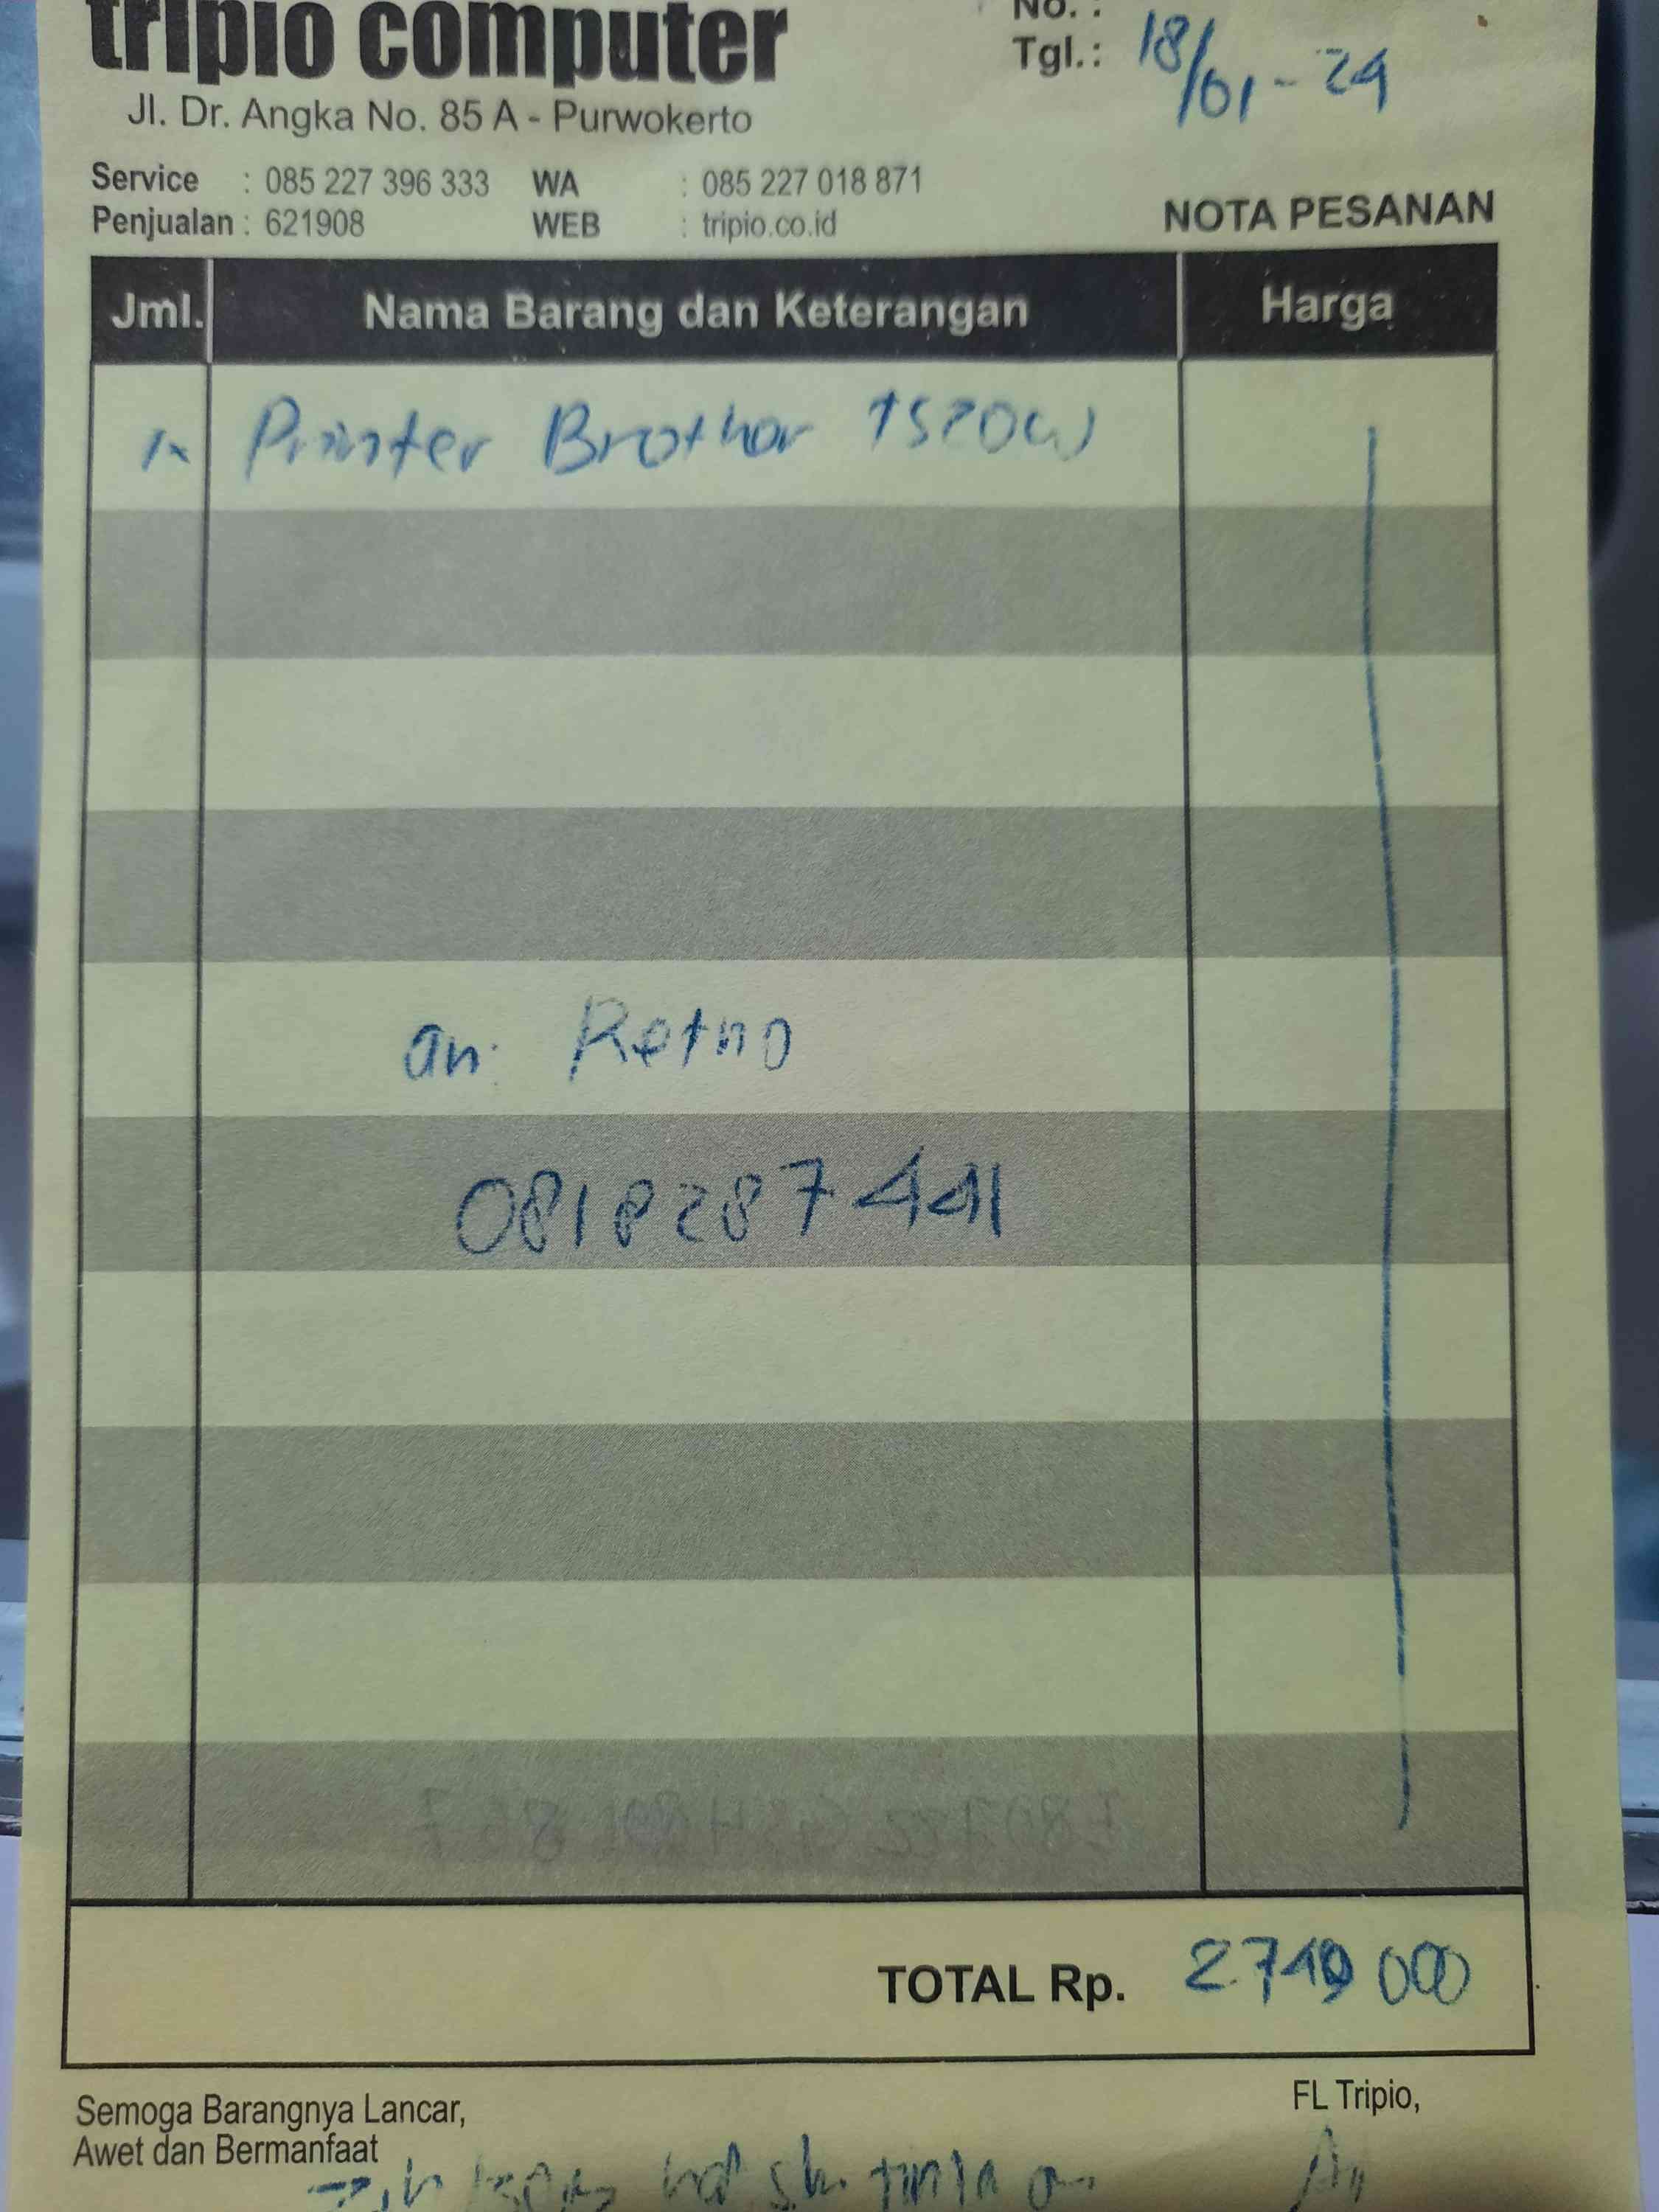 tripio computer
No. :
Tgl.: 18/01-24
Jl. Dr. Angka No. 85 A - Purwokerto
Service : 085 227 396 333 WA : 085 227 018 871
Penjualan : 621908 WEB : tripio.co.id
NOTA PESANAN
Jml. Nama Barang dan Keterangan Harga
1x Printer Brother T520W
an: Retno
0818287441
TOTAL Rp. 2.749 000
Semoga Barangnya Lancar,
Awet dan Bermanfaat
FL Tripio,